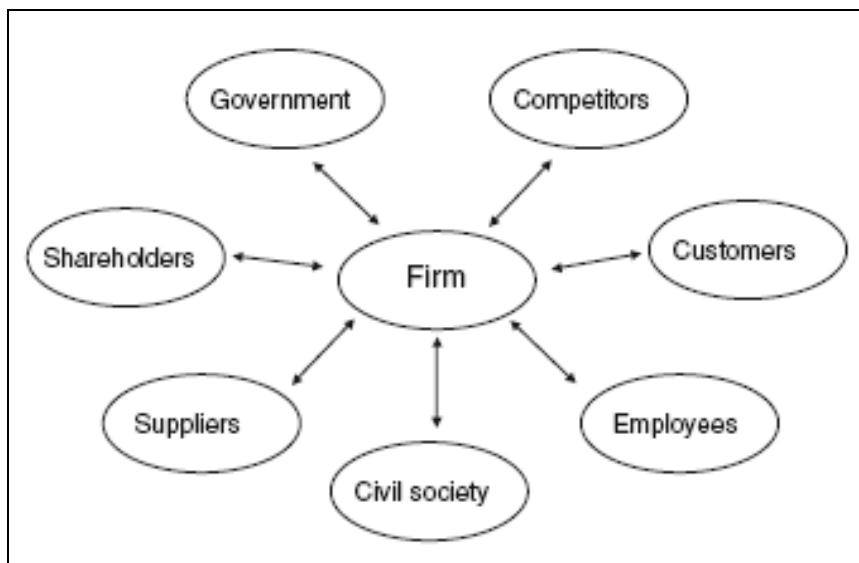 Government
Competitors
Shareholders
Firm
Customers
Suppliers
Employees
Civil society